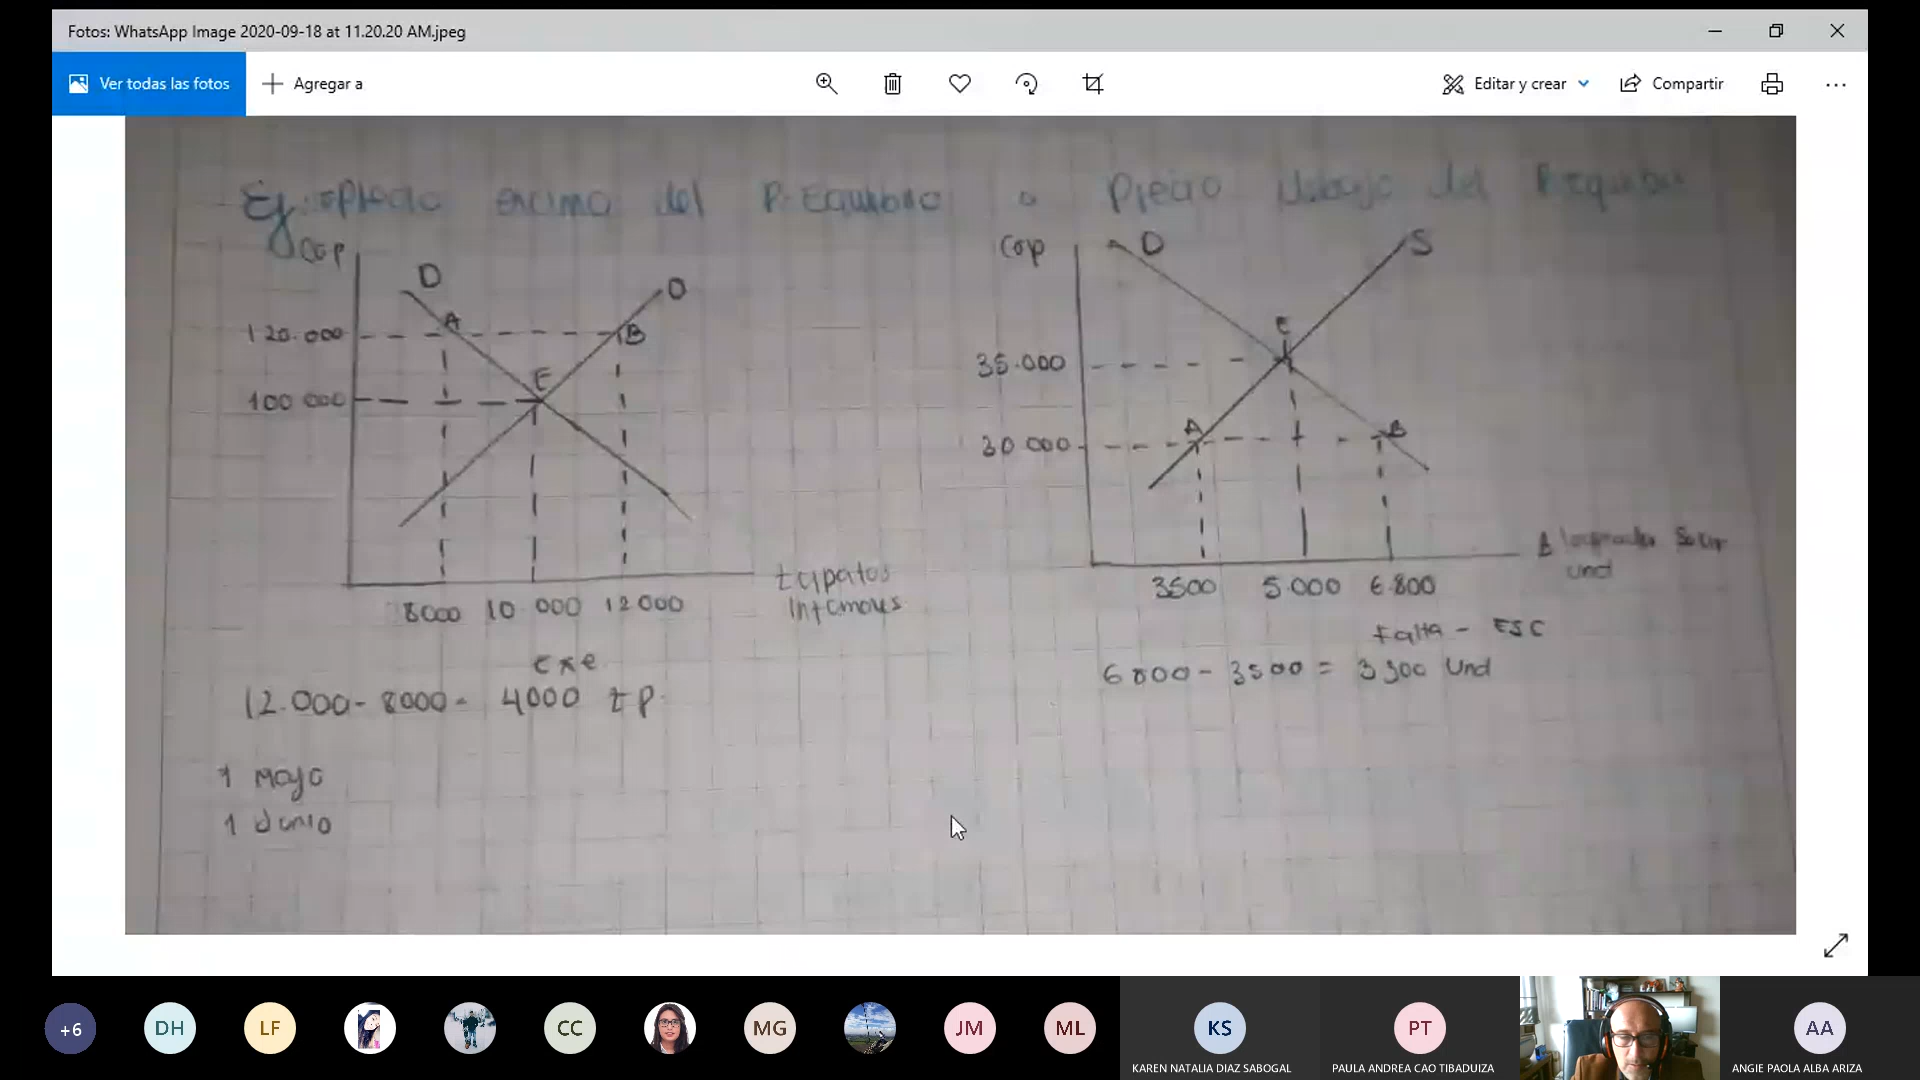 Fotos: WhatsApp Image 2020-09-18 at 11.20.20 AM.jpeg
Ver todas las fotos
Agregar a
Editar y crear
Compartir
Ej: Precio encima del P. Equilibrio o Precio debajo del P. Equilibrio
COP
D
O
A
B
E
120.000
100 000
8000 10 000 12 000
zapatos
exe
12.000 - 8000 = 4000 zp.
1 Mayo
1 Junio
Cop
D
S
E
A
B
35.000
30 000
3500 5.000 6.800
und
Falta - ESC
6 800 - 3500 = 3 300 Und
+6
DH
LF
CC
MG
JM
ML
KS
KAREN NATALIA DIAZ SABOGAL
PT
PAULA ANDREA CAO TIBADUIZA
AA
ANGIE PAOLA ALBA ARIZA